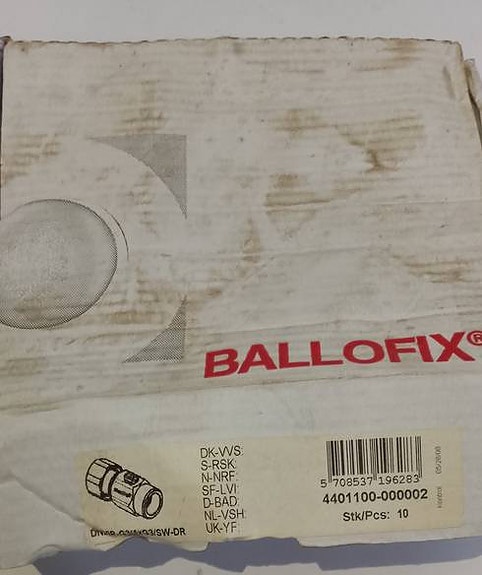 BALLOFIX®
DK-VVS:
S-RSK:
N-NRF:
SF-LVI:
D-BAD:
NL-VSH:
UK-YF:
5 708537 196283
4401100-000002
Stk/Pcs: 10
kontrol